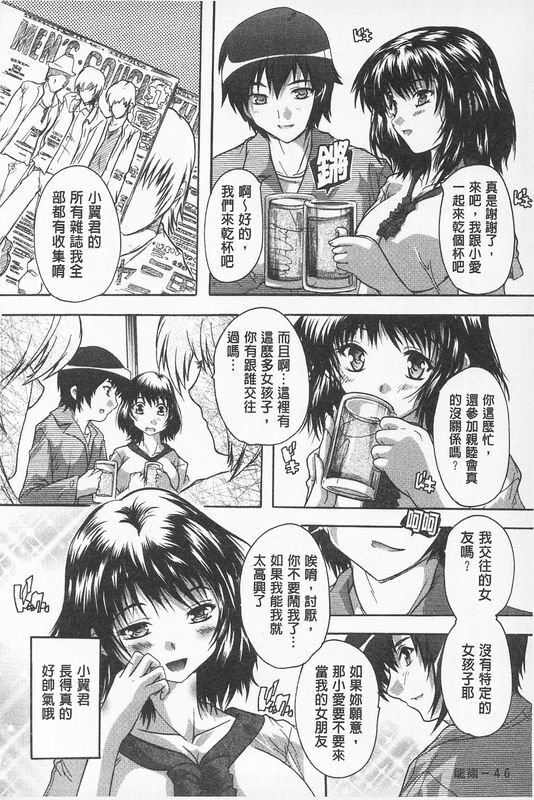 真是謝謝了，
來吧，我跟小愛
一起來乾個杯吧
鏘
啊～好的，
我們來乾杯吧
MEN'S
小翼君的
所有雜誌我全
部都有收集唷
你這麼忙，
還參加親睦會真
的沒關係嗎？
而且啊…這裡有
這麼多女孩子，
你有跟誰交往
過嗎…
呵呵
我交往的女
友嗎？
沒有特定的
女孩子耶
唉唷，討厭，
你不要鬧我了…
如果我能我就
太高興了
如果妳願意，
那小愛要不要來
當我的女朋友
小翼君
長得真的
好帥氣哦
46